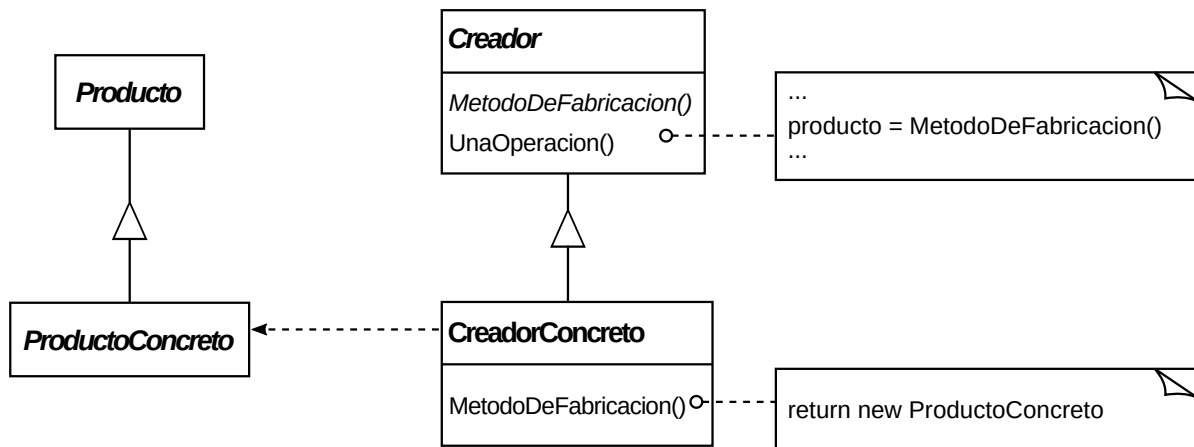 Producto
ProductoConcreto
Creador
MetodoDeFabricacion()
UnaOperacion()
...
producto = MetodoDeFabricacion()
...
CreadorConcreto
MetodoDeFabricacion()
return new ProductoConcreto